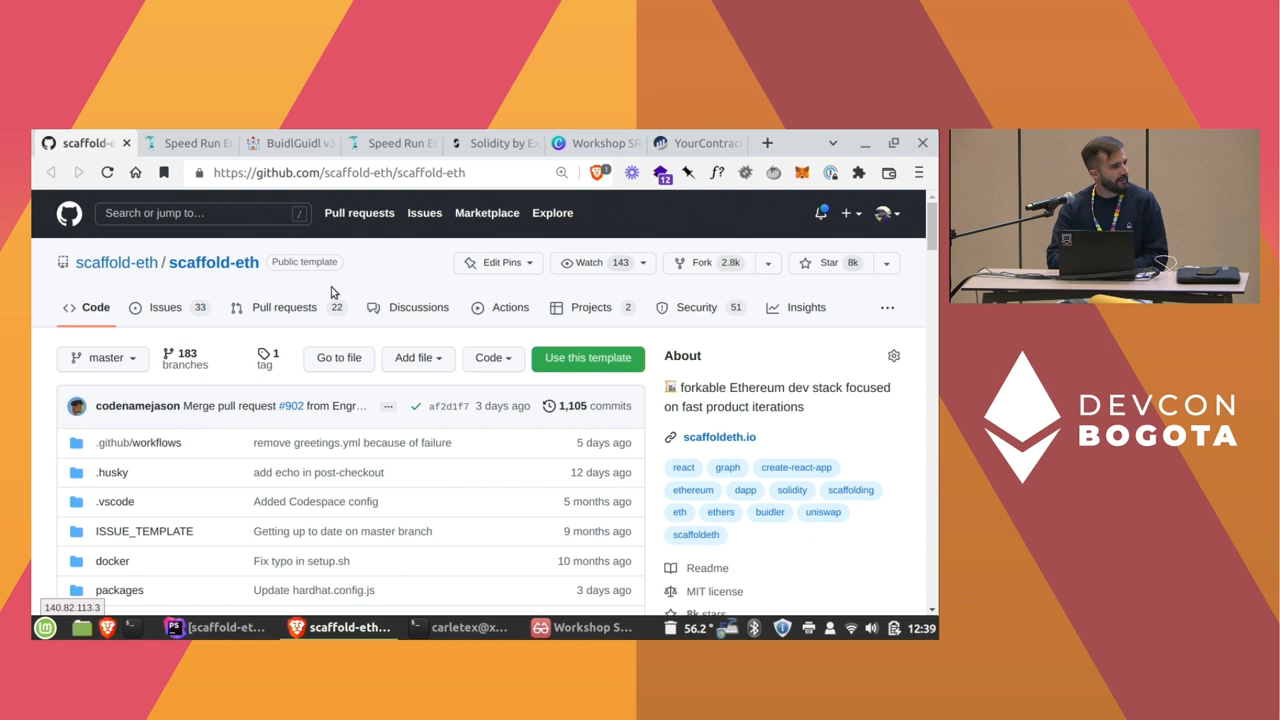 scaffold-e
Speed Run Et
BuidlGuidl v3
Speed Run Et
Solidity by Ex
Workshop SR
YourContrac
https://github.com/scaffold-eth/scaffold-eth
1
12
f?
Search or jump to…
/
Pull requests
Issues
Marketplace
Explore
scaffold-eth / scaffold-eth
Public template
Edit Pins
Watch 143
Fork 2.8k
Star 8k
Code
Issues 33
Pull requests 22
Discussions
Actions
Projects 2
Security 51
Insights
master
183 branches
1 tag
Go to file
Add file
Code
Use this template
codenamejason Merge pull request #902 from Engr… ... af2d1f7 3 days ago 1,105 commits
.github/workflows remove greetings.yml because of failure 5 days ago
.husky add echo in post-checkout 12 days ago
.vscode Added Codespace config 5 months ago
ISSUE_TEMPLATE Getting up to date on master branch 9 months ago
docker Fix typo in setup.sh 10 months ago
packages Update hardhat.config.js 3 days ago
About
forkable Ethereum dev stack focused
on fast product iterations
scaffoldeth.io
react graph create-react-app
ethereum dapp solidity scaffolding
eth ethers buidler uniswap
scaffoldeth
Readme
MIT license
8k stars
140.82.113.3
PS
[scaffold-et...
scaffold-eth...
carletex@x...
Workshop S...
56.2°
12:39
DEVCON
BOGOTA